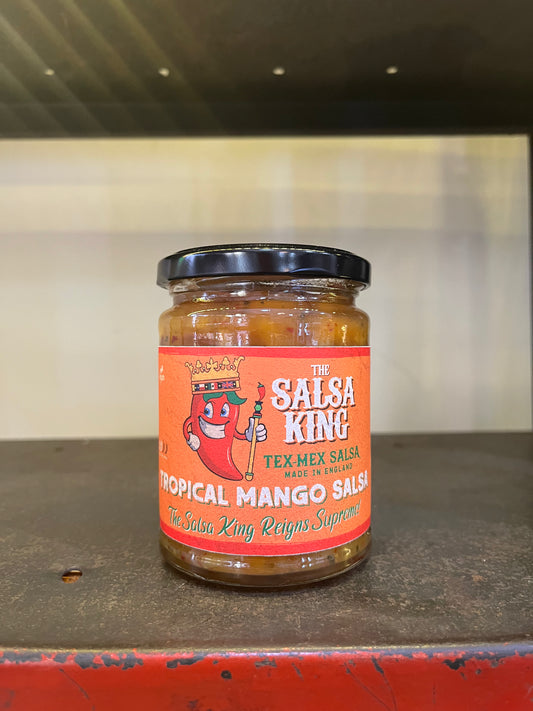 THE
SALSA
KING
TEX-MEX SALSA
MADE IN ENGLAND
TROPICAL MANGO SALSA
The Salsa King Reigns Supreme!